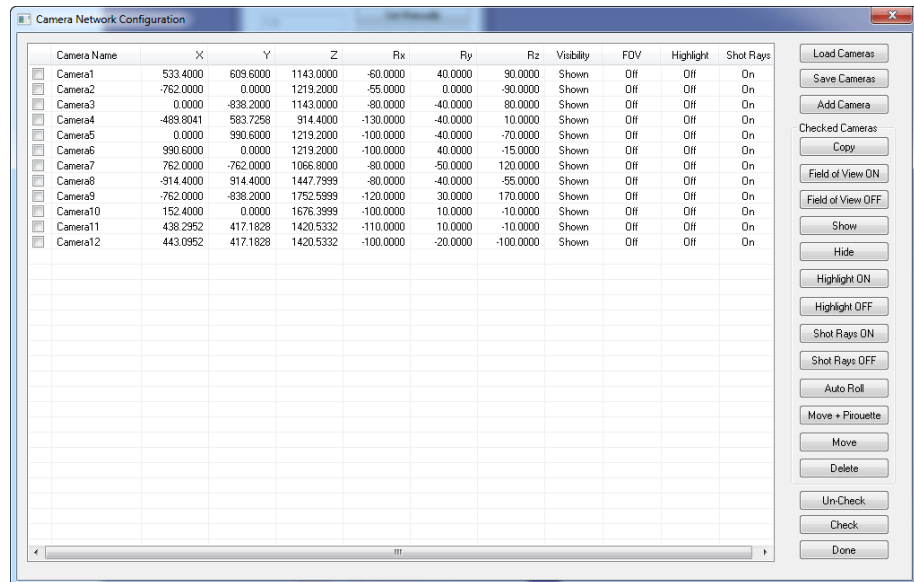 Camera Network Configuration
Camera Name X Y Z Rx Ry Rz Visibility FOV Highlight Shot Rays
Camera1 533.4000 609.6000 1143.0000 -60.0000 40.0000 90.0000 Shown Off Off On
Camera2 -762.0000 0.0000 1219.2000 -55.0000 0.0000 -90.0000 Shown Off Off On
Camera3 0.0000 -838.2000 1143.0000 -80.0000 -40.0000 80.0000 Shown Off Off On
Camera4 -489.8041 583.7258 914.4000 -130.0000 -40.0000 10.0000 Shown Off Off On
Camera5 0.0000 990.6000 1219.2000 -100.0000 -40.0000 -70.0000 Shown Off Off On
Camera6 990.6000 0.0000 1219.2000 -100.0000 40.0000 -15.0000 Shown Off Off On
Camera7 762.0000 -762.0000 1066.8000 -80.0000 -50.0000 120.0000 Shown Off Off On
Camera8 -914.4000 914.4000 1447.7999 -80.0000 -40.0000 -55.0000 Shown Off Off On
Camera9 -762.0000 -838.2000 1752.5999 -120.0000 30.0000 170.0000 Shown Off Off On
Camera10 152.4000 0.0000 1676.3999 -100.0000 10.0000 -10.0000 Shown Off Off On
Camera11 438.2952 417.1828 1420.5332 -110.0000 10.0000 -10.0000 Shown Off Off On
Camera12 443.0952 417.1828 1420.5332 -100.0000 -20.0000 -100.0000 Shown Off Off On
Load Cameras
Save Cameras
Add Camera
Checked Cameras
Copy
Field of View ON
Field of View OFF
Show
Hide
Highlight ON
Highlight OFF
Shot Rays ON
Shot Rays OFF
Auto Roll
Move + Pirouette
Move
Delete
Un-Check
Check
Done